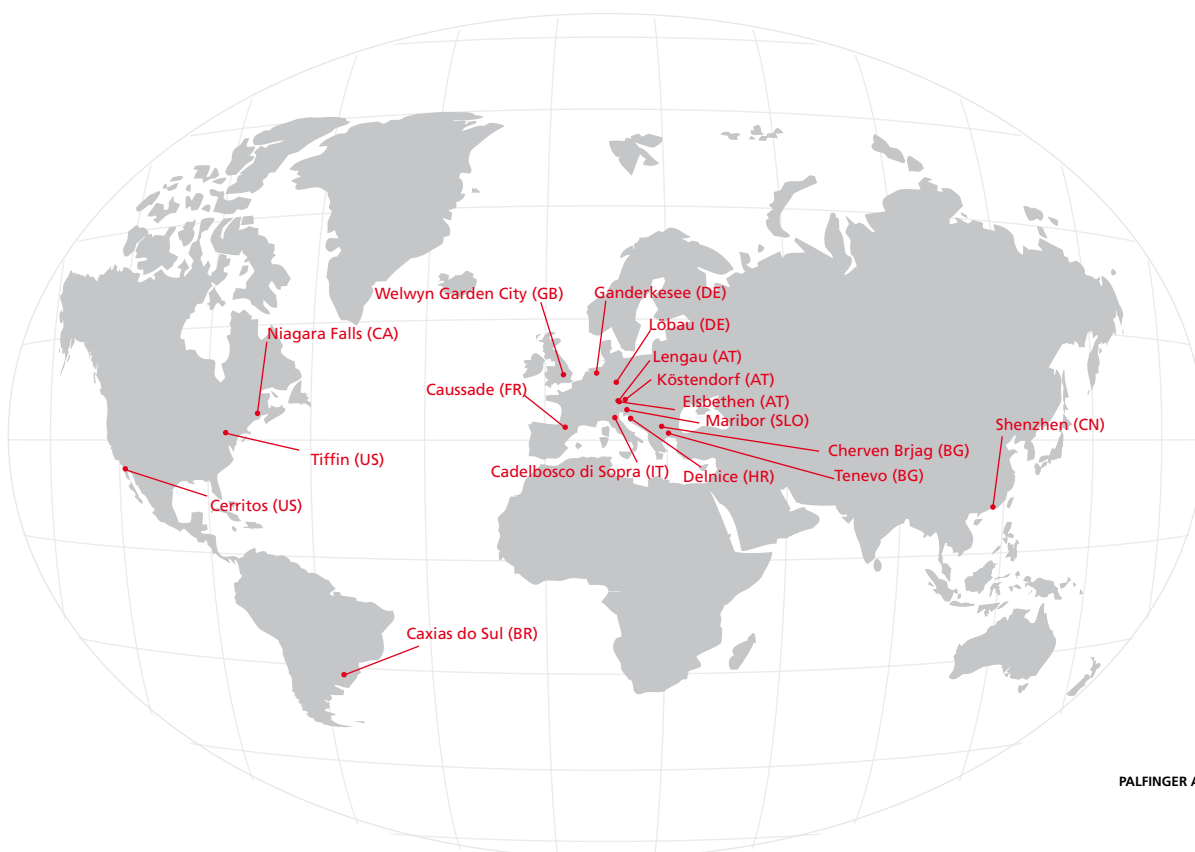 Welwyn Garden City (GB)
Ganderkesee (DE)
Niagara Falls (CA)
Löbau (DE)
Lengau (AT)
Köstendorf (AT)
Caussade (FR)
Elsbethen (AT)
Maribor (SLO)
Shenzhen (CN)
Cherven Brjag (BG)
Tiffin (US)
Cadelbosco di Sopra (IT)
Delnice (HR)
Tenevo (BG)
Cerritos (US)
Caxias do Sul (BR)
PALFINGER A